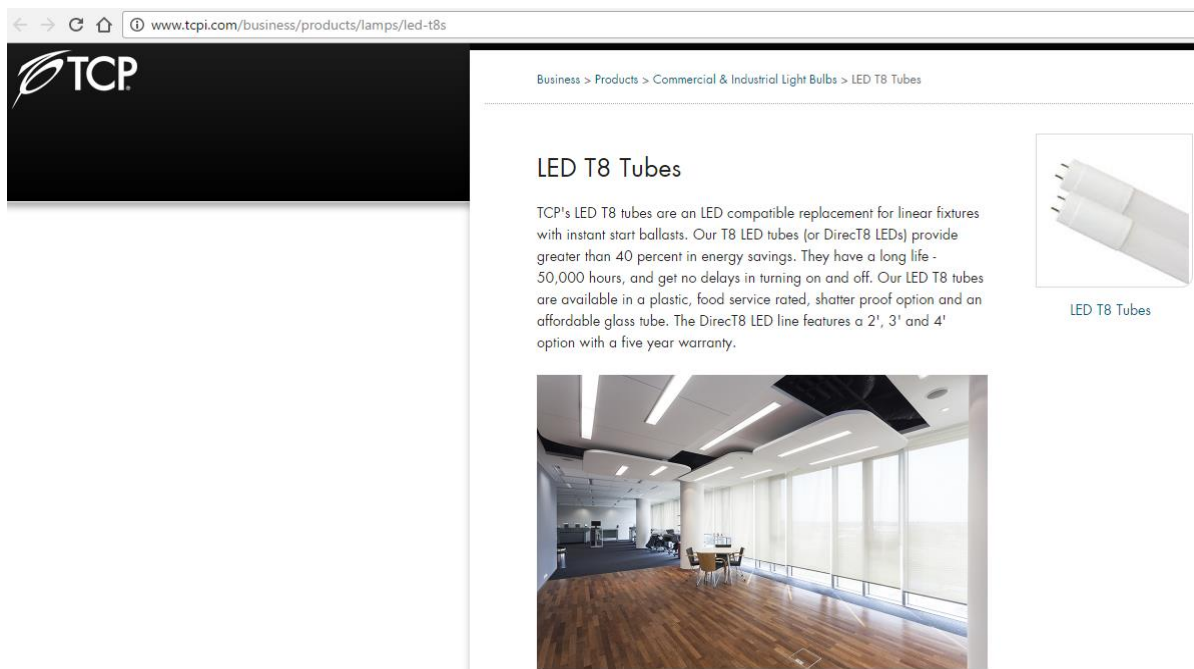 www.tcpi.com/business/products/lamps/led-t8s
TCP
Business > Products > Commercial & Industrial Light Bulbs > LED T8 Tubes
LED T8 Tubes
TCP's LED T8 tubes are an LED compatible replacement for linear fixtures
with instant start ballasts. Our T8 LED tubes (or DirecT8 LEDs) provide
greater than 40 percent in energy savings. They have a long life -
50,000 hours, and get no delays in turning on and off. Our LED T8 tubes
are available in a plastic, food service rated, shatter proof option and an
affordable glass tube. The DirecT8 LED line features a 2', 3' and 4'
option with a five year warranty.
LED T8 Tubes